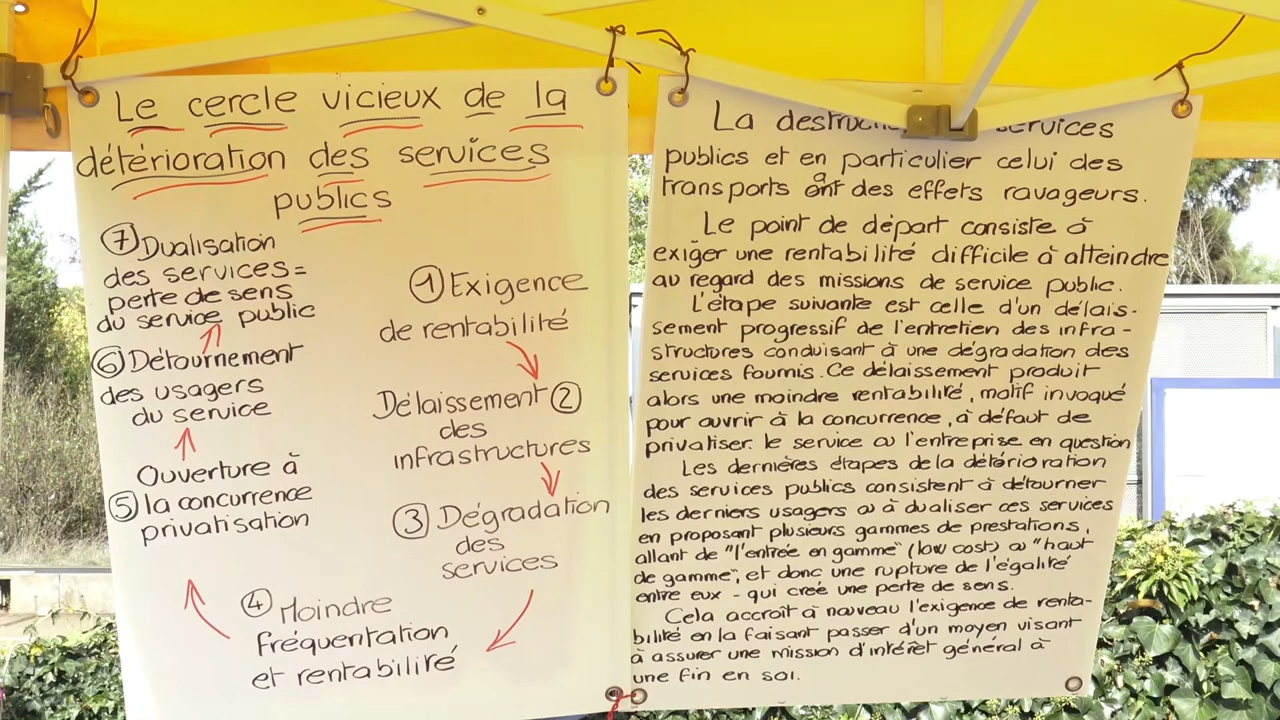 Le cercle vicieux de la
détérioration des services
publics
① Exigence
de rentabilité
Délaissement ②
des
infrastructures
③ Dégradation
des
services
④ Moindre
fréquentation
et rentabilité
Ouverture à
⑤ la concurrence
privatisation
⑥ Détournement
des usagers
du service
⑦ Dualisation
des services =
perte de sens
du service public
La services
publics et en particulier celui des
transports a des effets ravageurs.
Le point de départ consiste à
exiger une rentabilité difficile à atteindre
au regard des missions de service public.
L'étape suivante est celle d'un délais-
sement progressif de l'entretien des infra-
structures conduisant à une dégradation des
services fournis. Ce délaissement produit
alors une moindre rentabilité, motif invoqué
pour ouvrir à la concurrence, à défaut de
privatiser le service ou l'entreprise en question
Les dernières étapes de la détérioration
des services publics consistent à détourner
les derniers usagers ou à dualiser ces services
en proposant plusieurs gammes de prestations,
allant de "l'entrée en gamme" (low cost) ou "haut
de gamme", et donc une rupture de l'égalité
entre eux - qui créé une perte de sens.
Cela accroît à nouveau l'exigence de renta-
bilité en la faisant passer d'un moyen visant
à assurer une mission d'intérêt général à
une fin en soi.